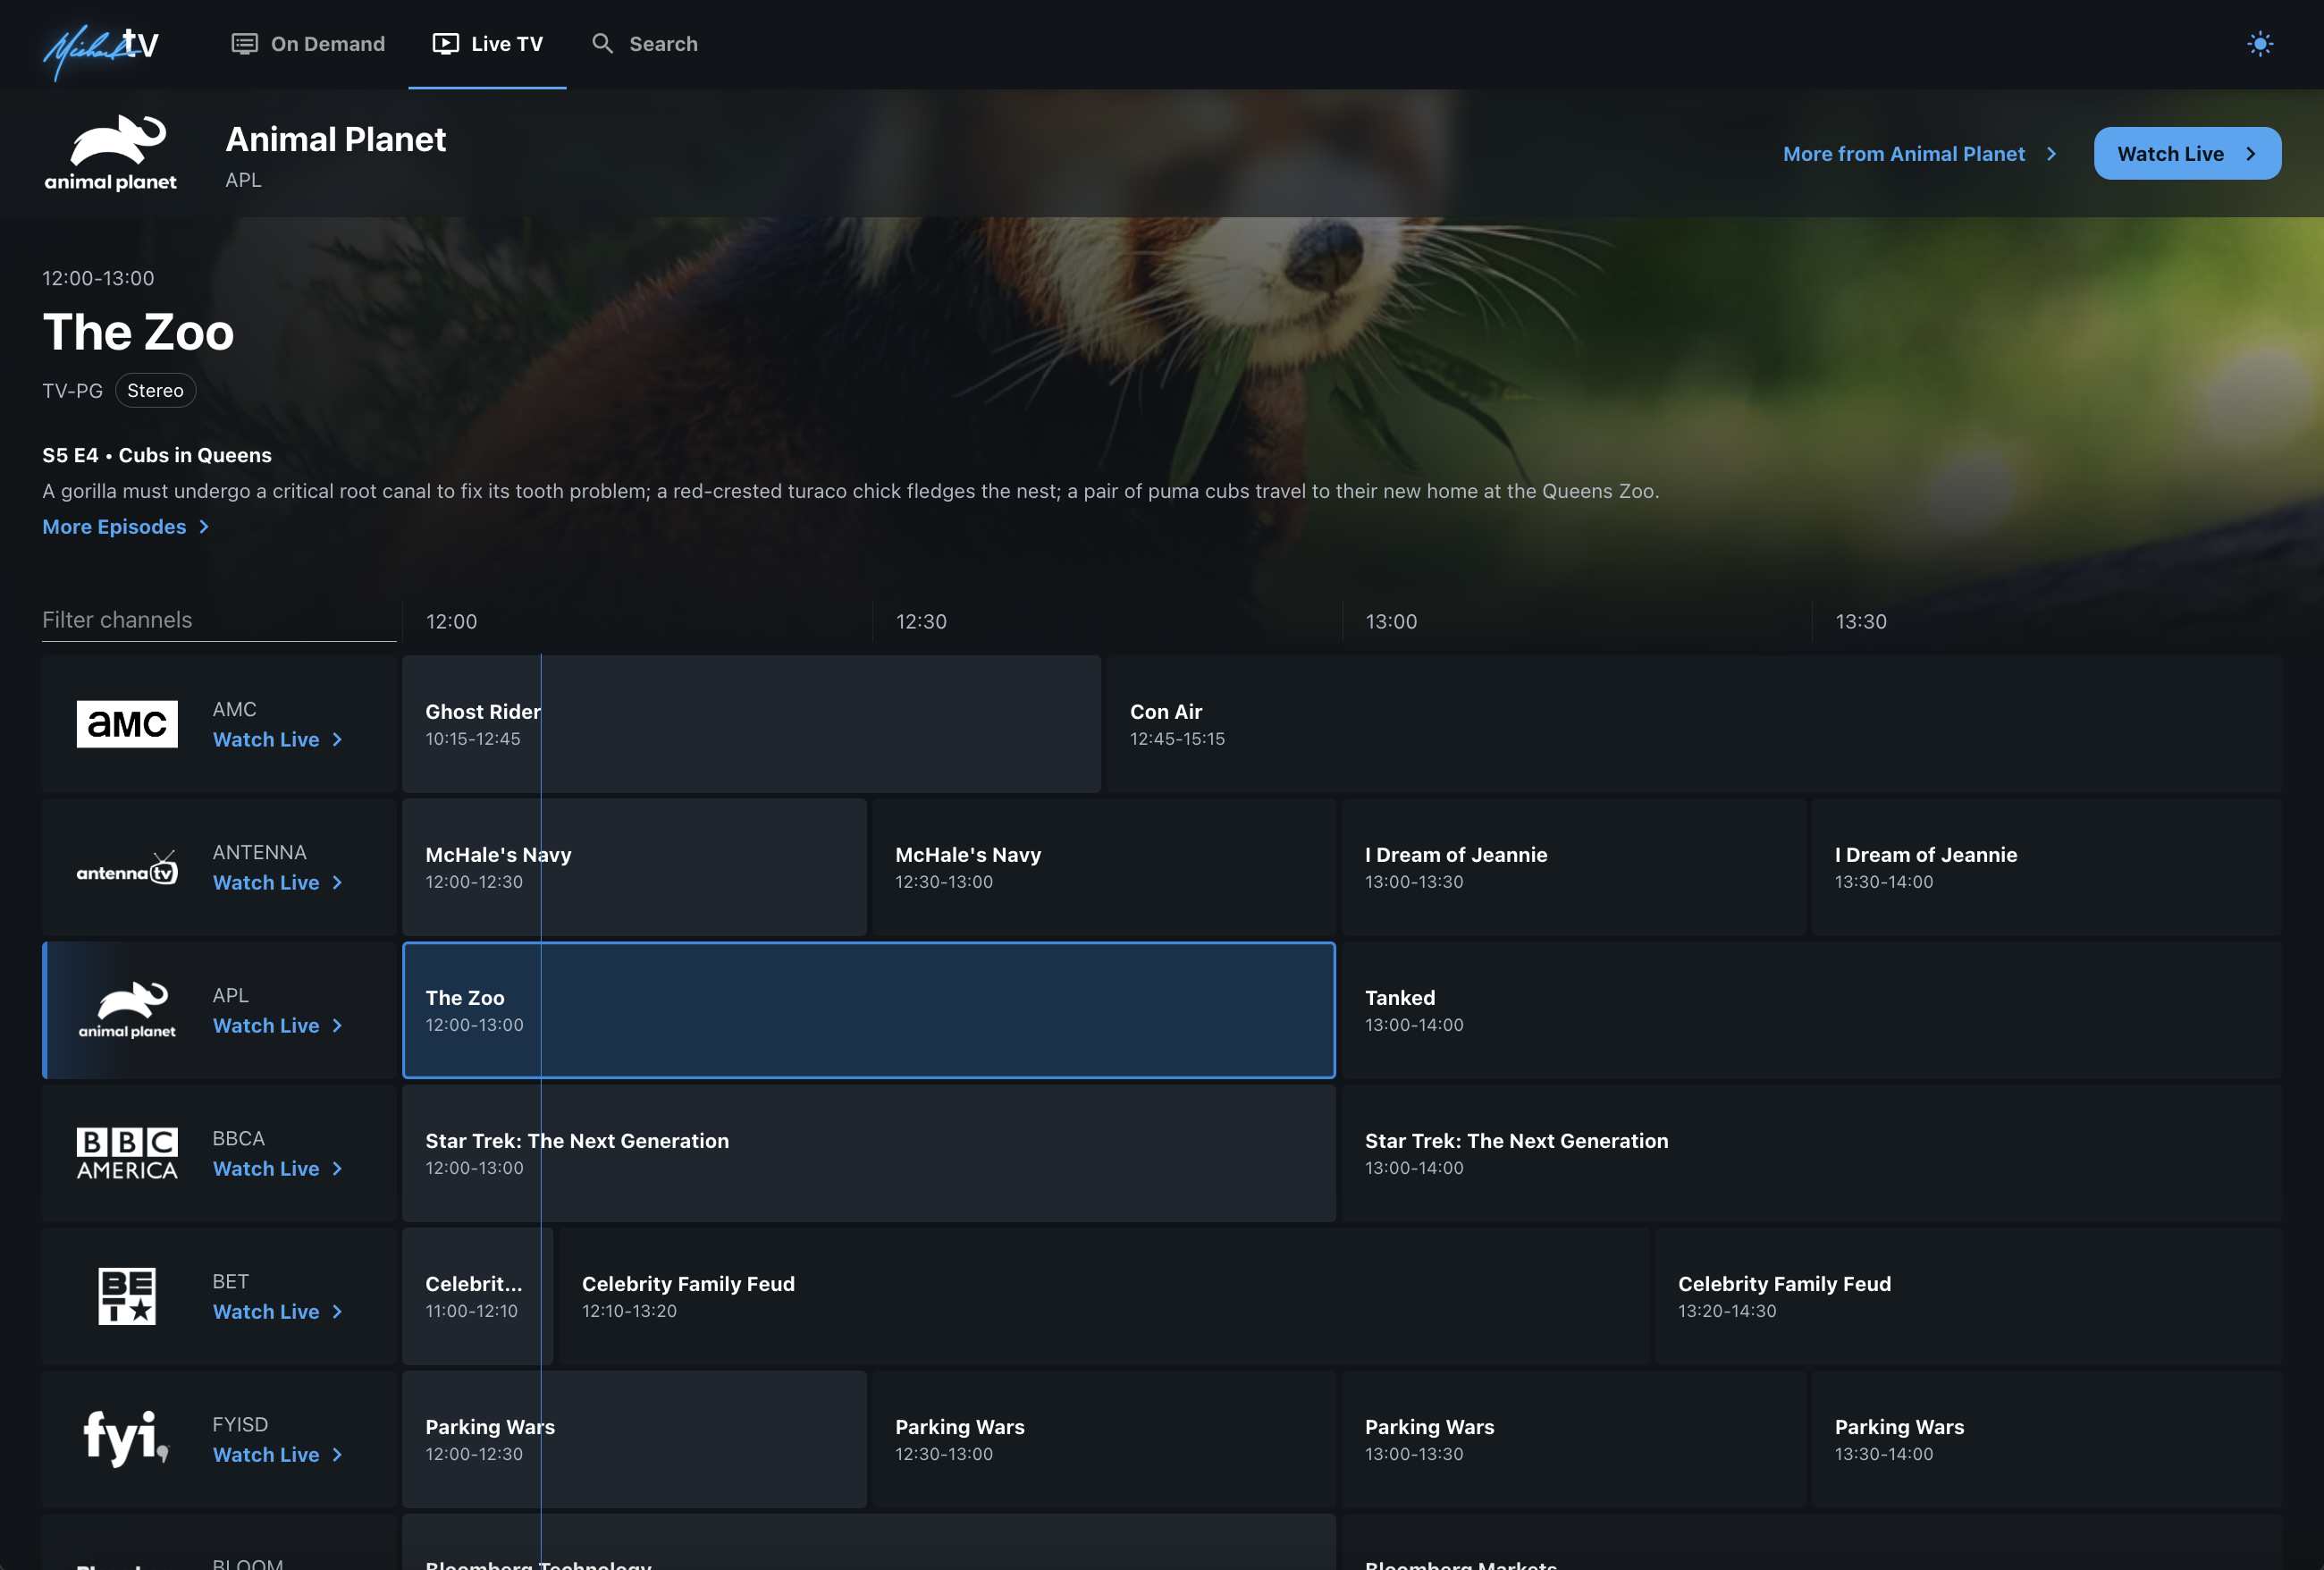 Michael tv
On Demand
Live TV
Search
animal planet
Animal Planet
APL
More from Animal Planet
Watch Live
12:00-13:00
The Zoo
TV-PG Stereo
S5 E4 • Cubs in Queens
A gorilla must undergo a critical root canal to fix its tooth problem; a red-crested turaco chick fledges the nest; a pair of puma cubs travel to their new home at the Queens Zoo.
More Episodes
Filter channels
12:00
12:30
13:00
13:30
aMC
AMC
Watch Live
Ghost Rider
10:15-12:45
Con Air
12:45-15:15
antenna tv
ANTENNA
Watch Live
McHale's Navy
12:00-12:30
McHale's Navy
12:30-13:00
I Dream of Jeannie
13:00-13:30
I Dream of Jeannie
13:30-14:00
animal planet
APL
Watch Live
The Zoo
12:00-13:00
Tanked
13:00-14:00
BBC
AMERICA
BBCA
Watch Live
Star Trek: The Next Generation
12:00-13:00
Star Trek: The Next Generation
13:00-14:00
BE
T
BET
Watch Live
Celebrit...
11:00-12:10
Celebrity Family Feud
12:10-13:20
Celebrity Family Feud
13:20-14:30
fyi,
FYISD
Watch Live
Parking Wars
12:00-12:30
Parking Wars
12:30-13:00
Parking Wars
13:00-13:30
Parking Wars
13:30-14:00
BLOOM
Bloomberg Technology
Bloomberg Markets